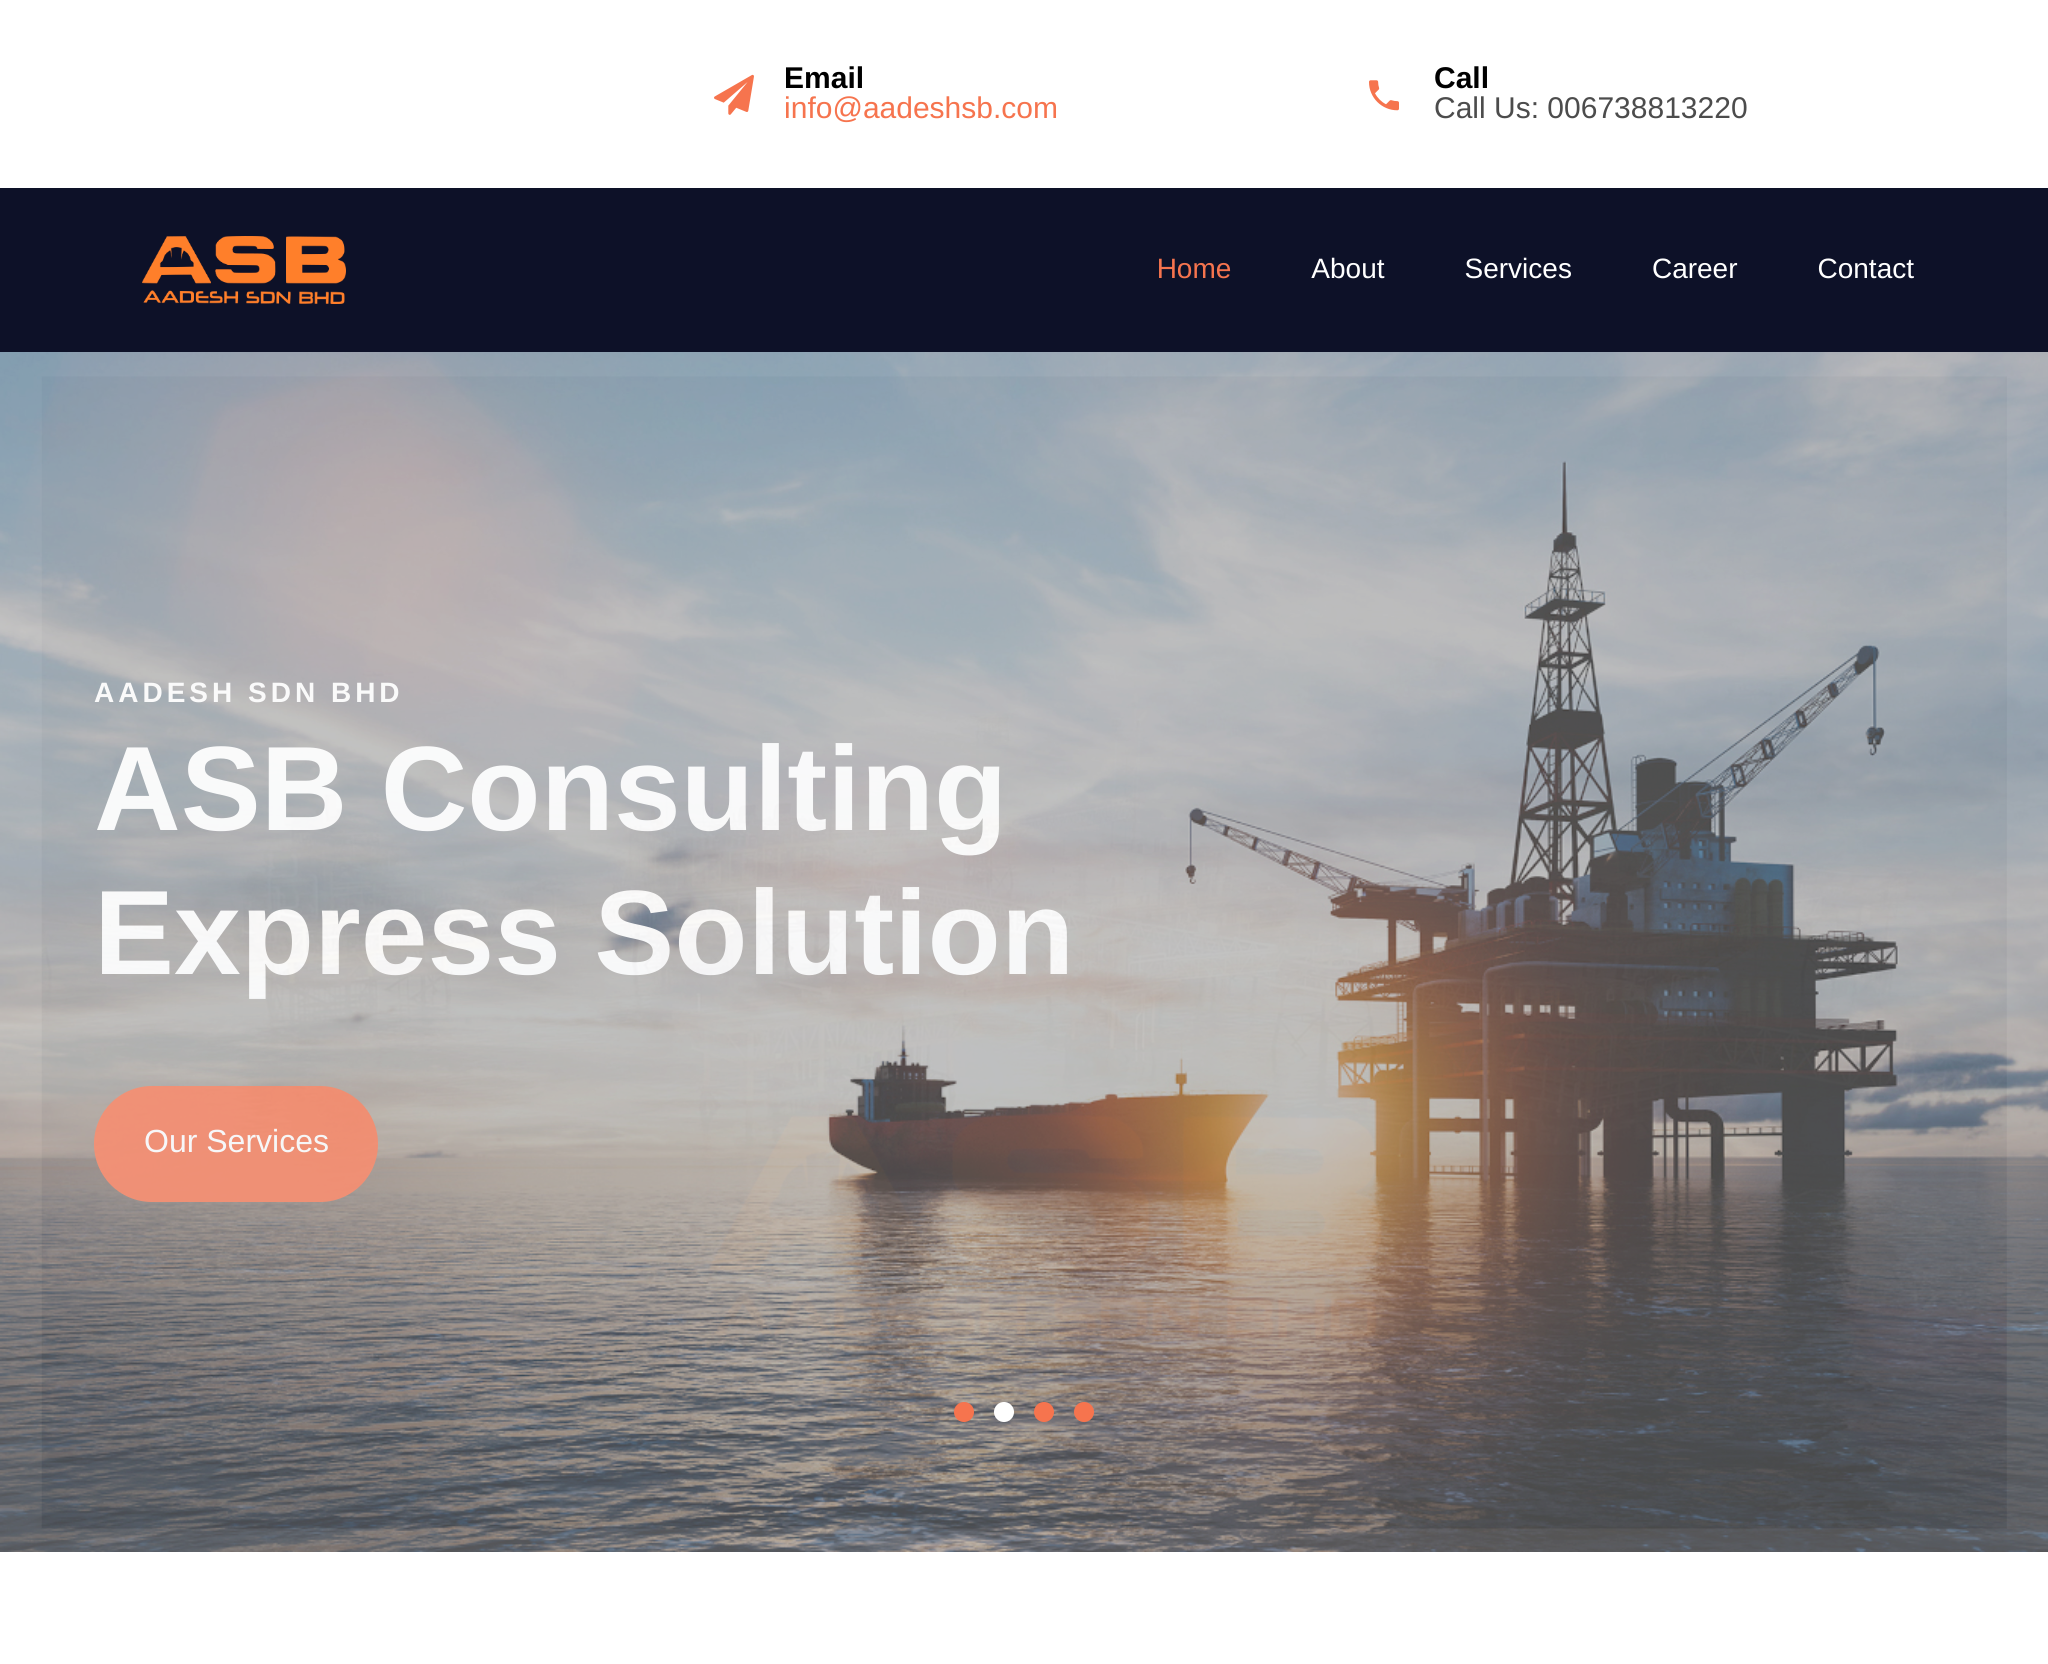 Email
info@aadeshsb.com
Call
Call Us: 006738813220
ASB
AADESH SDN BHD
Home
About
Services
Career
Contact
AADESH SDN BHD
ASB Consulting
Express Solution
Our Services